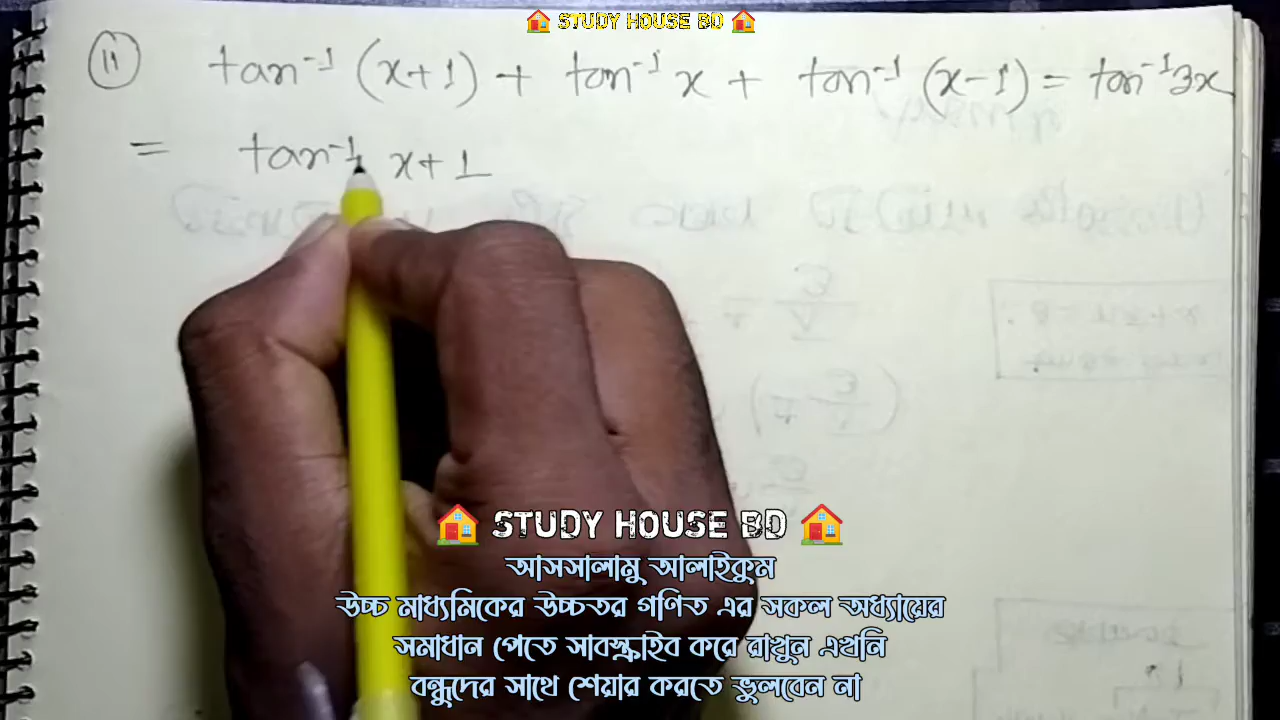 🏠 STUDY HOUSE BD 🏠
11 tan⁻¹ (x+1) + tan⁻¹ x + tan⁻¹ (x-1) = tan⁻¹ 3x
= tan⁻¹ x+1
🏠 STUDY HOUSE BD 🏠
আসসালামু আলাইকুম
উচ্চ মাধ্যমিকের উচ্চতর গণিত এর সকল অধ্যায়ের
সমাধান পেতে সাবস্ক্রাইব করে রাখুন এখনি
বন্ধুদের সাথে শেয়ার করতে ভুলবেন না